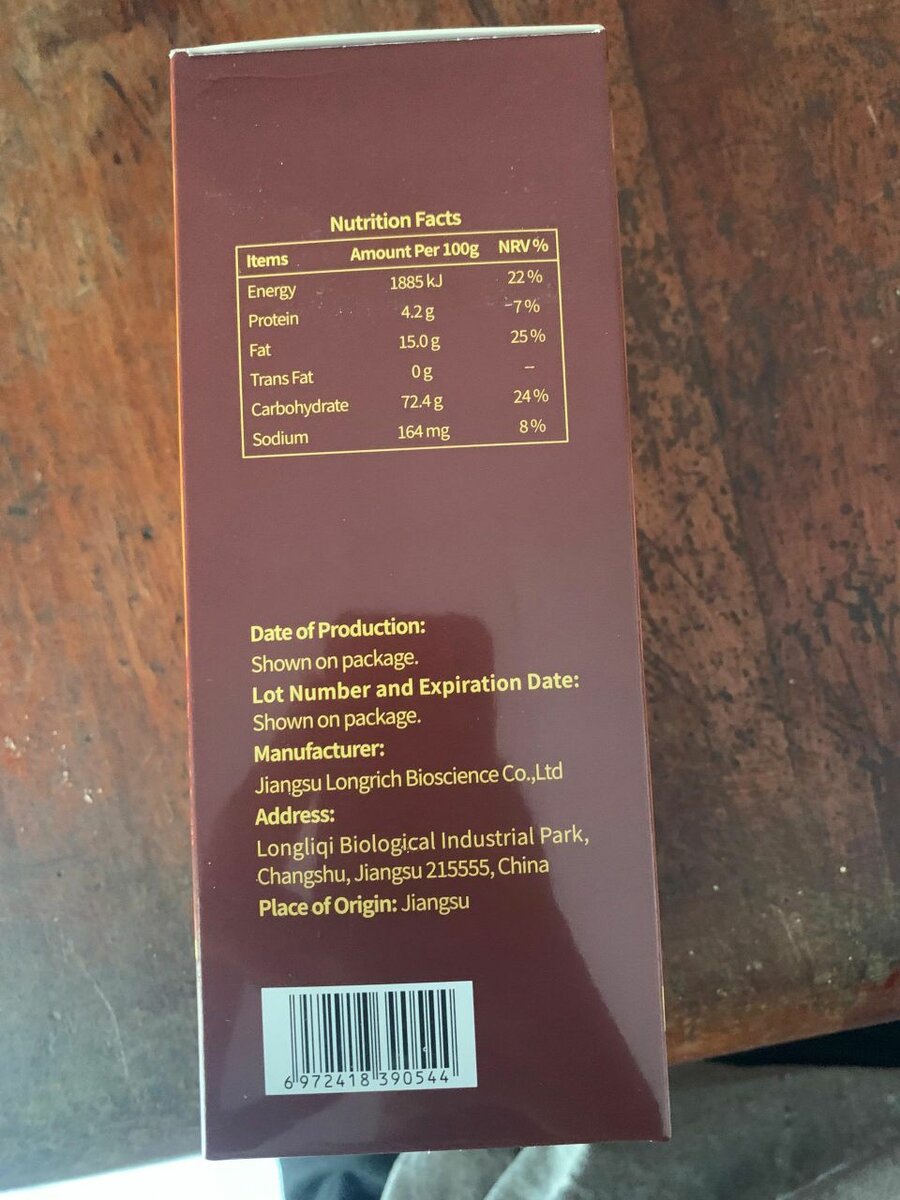 Nutrition Facts
Items Amount Per 100g NRV%
Energy 1885 kJ 22%
Protein 4.2 g 7%
Fat 15.0 g 25%
Trans Fat 0 g –
Carbohydrate 72.4 g 24%
Sodium 164 mg 8%
Date of Production:
Shown on package.
Lot Number and Expiration Date:
Shown on package.
Manufacturer:
Jiangsu Longrich Bioscience Co.,Ltd
Address:
Longliqi Biological Industrial Park,
Changshu, Jiangsu 215555, China
Place of Origin: Jiangsu
6 972418 390544